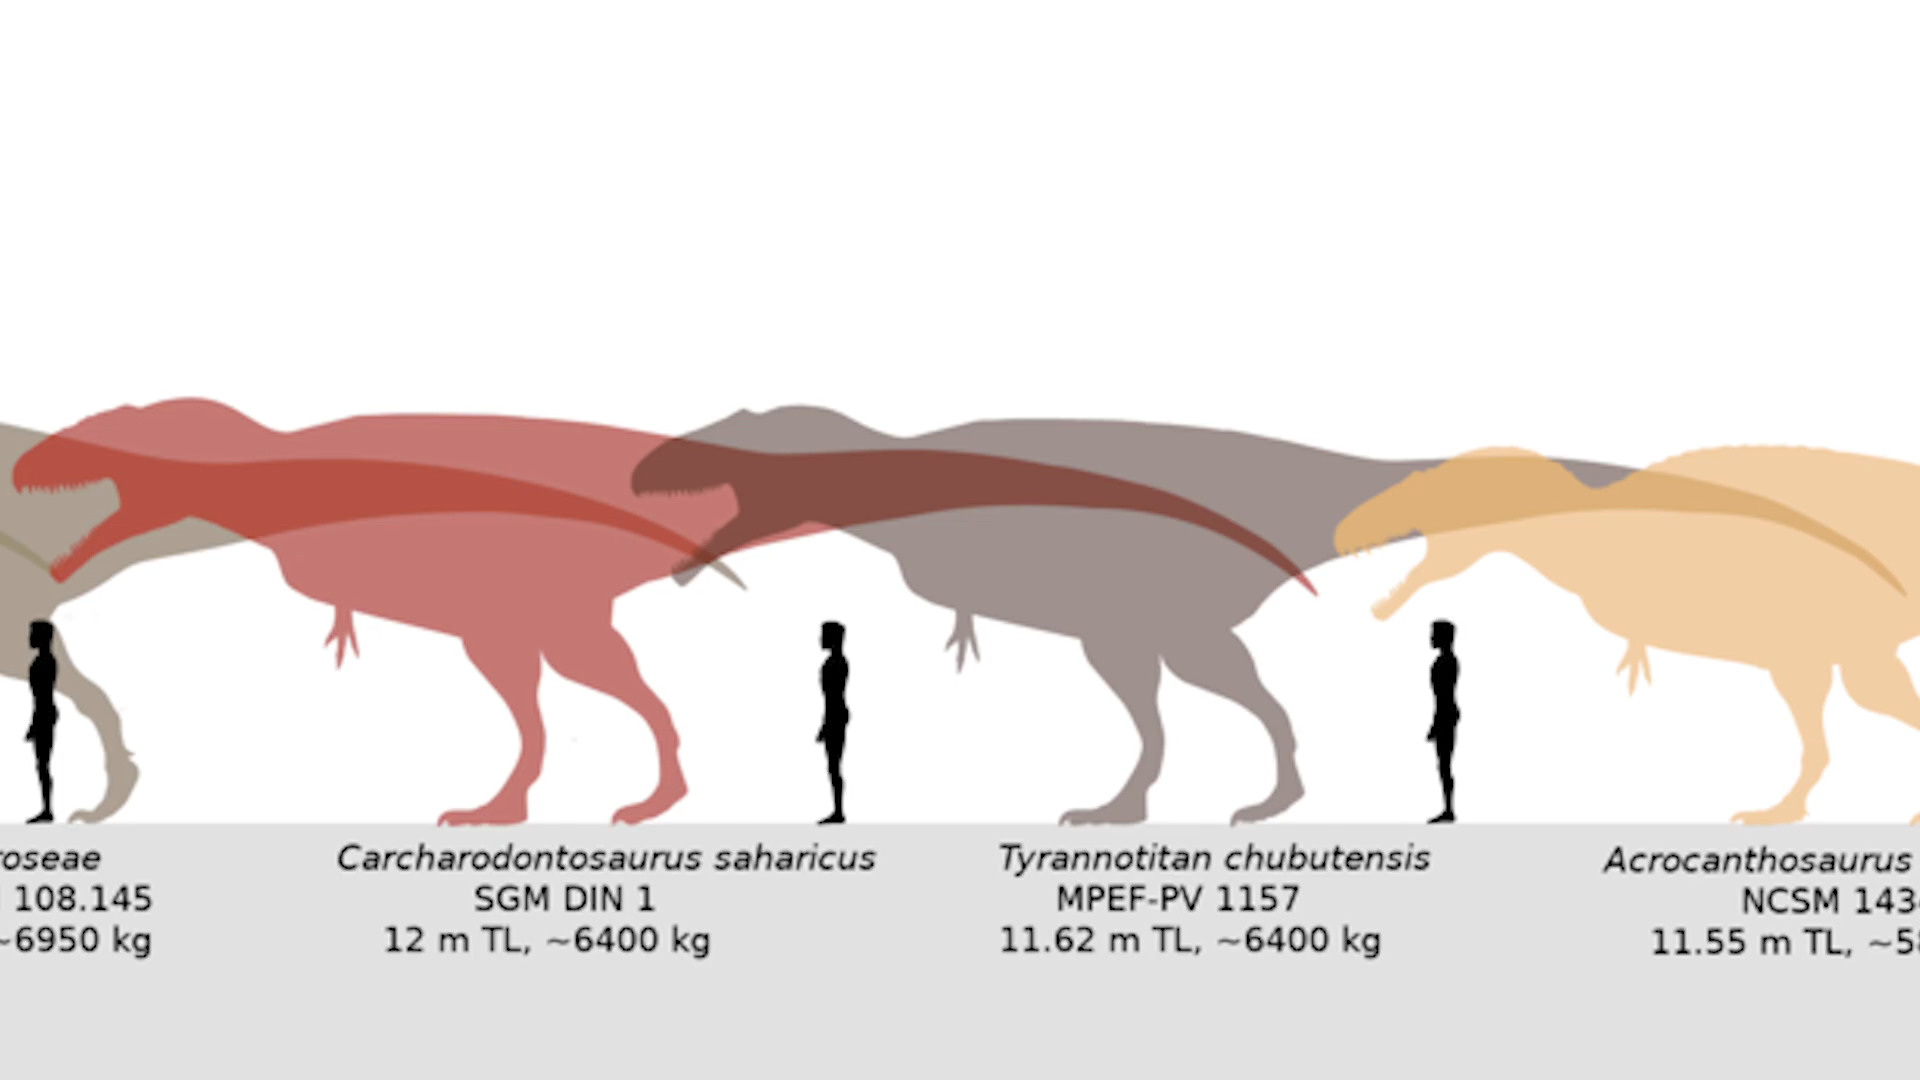 roseae
108.145
~6950 kg
Carcharodontosaurus saharicus
SGM DIN 1
12 m TL, ~6400 kg
Tyrannotitan chubutensis
MPEF-PV 1157
11.62 m TL, ~6400 kg
Acrocanthosaurus
NCSM 143
11.55 m TL, ~5